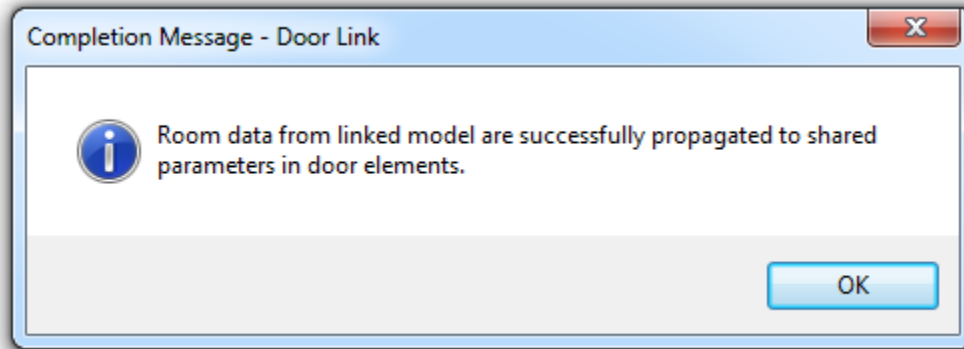 Completion Message - Door Link
Room data from linked model are successfully propagated to shared
parameters in door elements.
OK